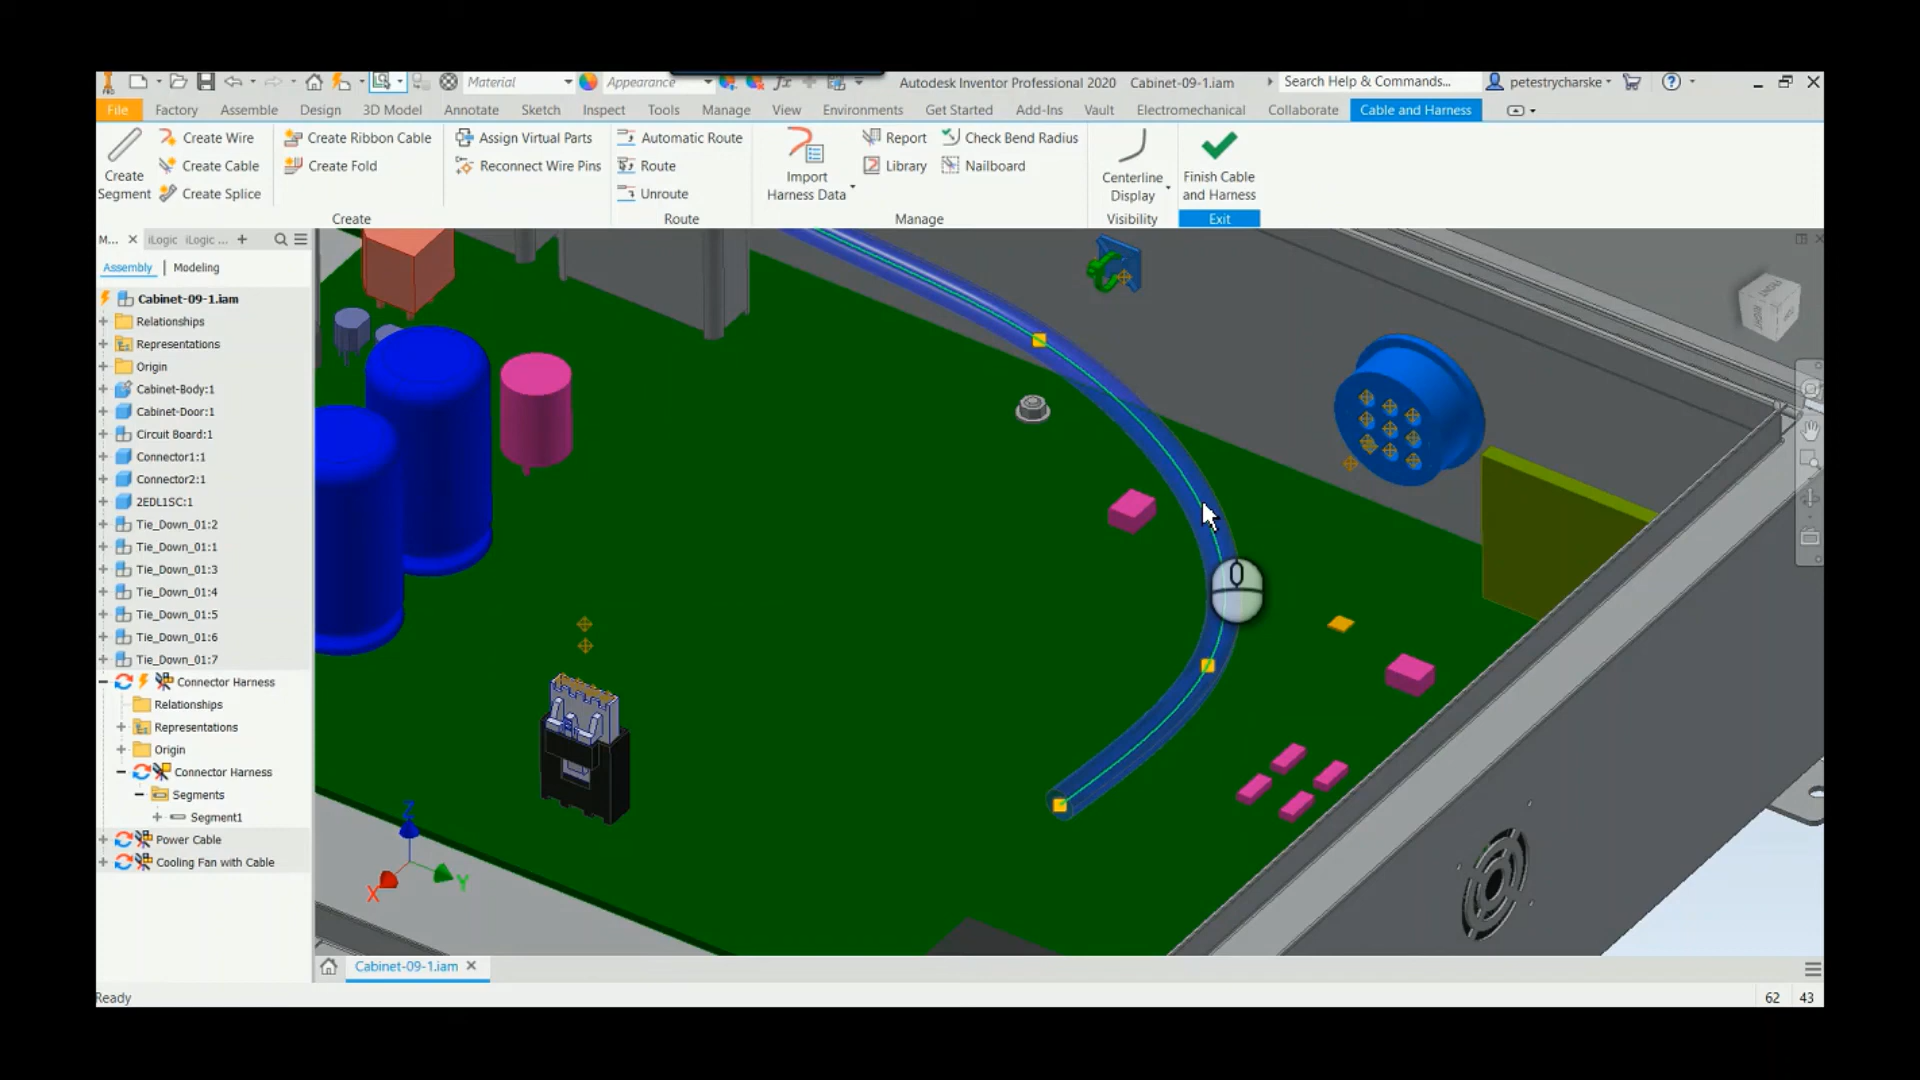 Material
Appearance
fx
Autodesk Inventor Professional 2020 Cabinet-09-1.iam
Search Help & Commands...
petestrycharske
File Factory Assemble Design 3D Model Annotate Sketch Inspect Tools Manage View Environments Get Started Add-Ins Vault Electromechanical Collaborate Cable and Harness
Create Segment
Create Wire
Create Cable
Create Splice
Create Ribbon Cable
Create Fold
Create
Assign Virtual Parts
Reconnect Wire Pins
Automatic Route
Route
Unroute
Route
Import Harness Data
Report
Library
Check Bend Radius
Nailboard
Manage
Centerline Display
Visibility
Finish Cable and Harness
Exit
M... iLogic iLogic ...
Assembly | Modeling
Cabinet-09-1.iam
Relationships
Representations
Origin
Cabinet-Body:1
Cabinet-Door:1
Circuit Board:1
Connector1:1
Connector2:1
2EDL1SC:1
Tie_Down_01:2
Tie_Down_01:1
Tie_Down_01:3
Tie_Down_01:4
Tie_Down_01:5
Tie_Down_01:6
Tie_Down_01:7
Connector Harness
Relationships
Representations
Origin
Connector Harness
Segments
Segment1
Power Cable
Cooling Fan with Cable
Z
Y
X
Cabinet-09-1.iam
Ready
62 43